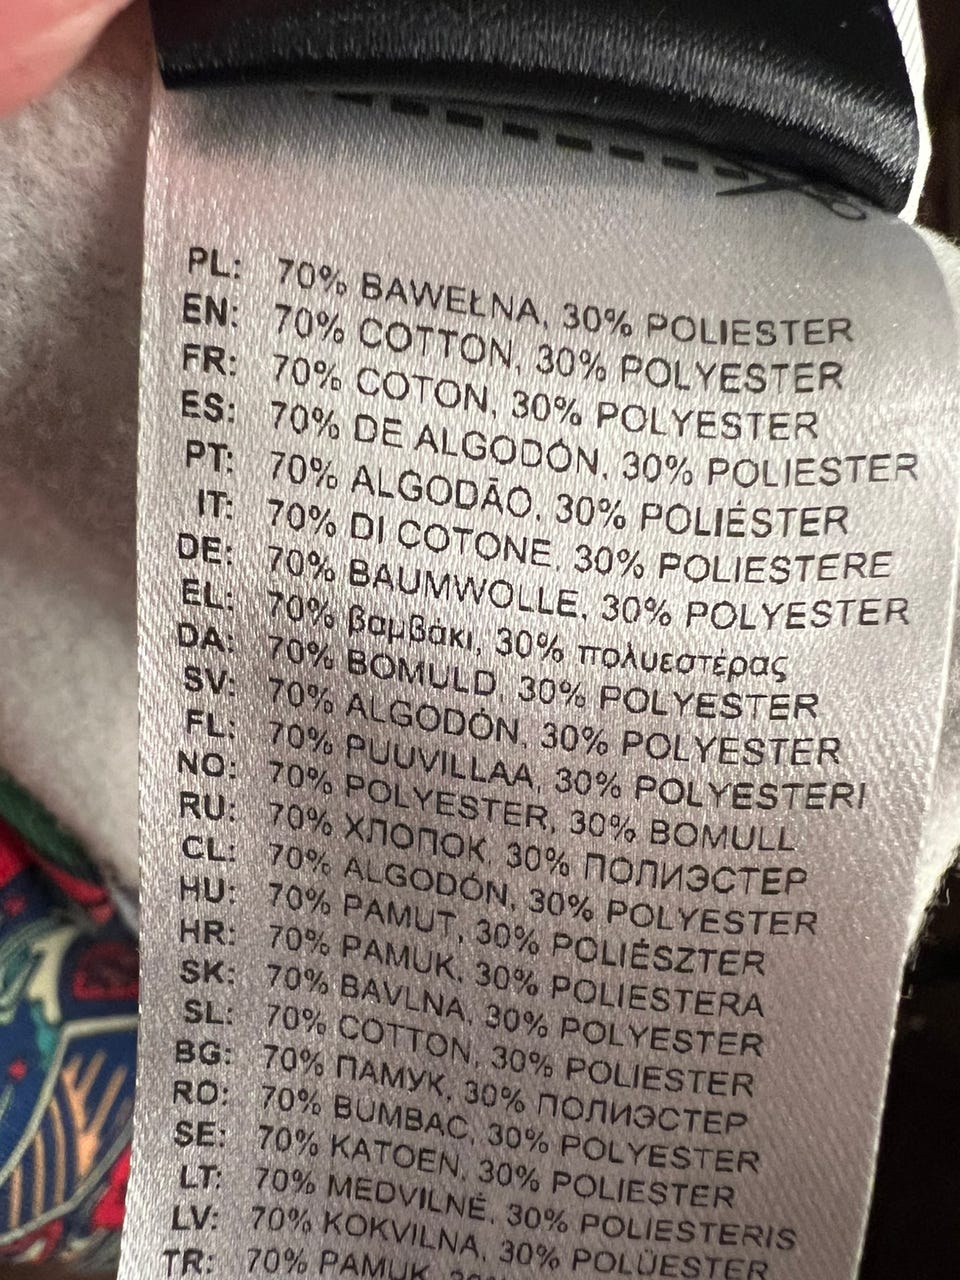 PL: 70% BAWEŁNA, 30% POLIESTER
EN: 70% COTTON, 30% POLYESTER
FR: 70% COTON, 30% POLYESTER
ES: 70% DE ALGODÓN, 30% POLIESTER
PT: 70% ALGODÃO, 30% POLIÉSTER
IT: 70% DI COTONE, 30% POLIESTERE
DE: 70% BAUMWOLLE, 30% POLYESTER
EL: 70% βαμβάκι, 30% πολυεστέρας
DA: 70% BOMULD, 30% POLYESTER
SV: 70% ALGODÓN, 30% POLYESTER
FL: 70% PUUVILLAA, 30% POLYESTERI
NO: 70% POLYESTER, 30% BOMULL
RU: 70% ХЛОПОК, 30% ПОЛИЭСТЕР
CL: 70% ALGODÓN, 30% POLYESTER
HU: 70% PAMUT, 30% POLIÉSZTER
HR: 70% PAMUK, 30% POLIESTERA
SK: 70% BAVLNA, 30% POLYESTER
SL: 70% COTTON, 30% POLIESTER
BG: 70% ПАМУК, 30% ПОЛИЭСТЕР
RO: 70% BUMBAC, 30% POLYESTER
SE: 70% KATOEN, 30% POLIESTER
LT: 70% MEDVILNĖ, 30% POLIESTERIS
LV: 70% KOKVILNA, 30% POLÜESTER
TR: 70% PAMUK